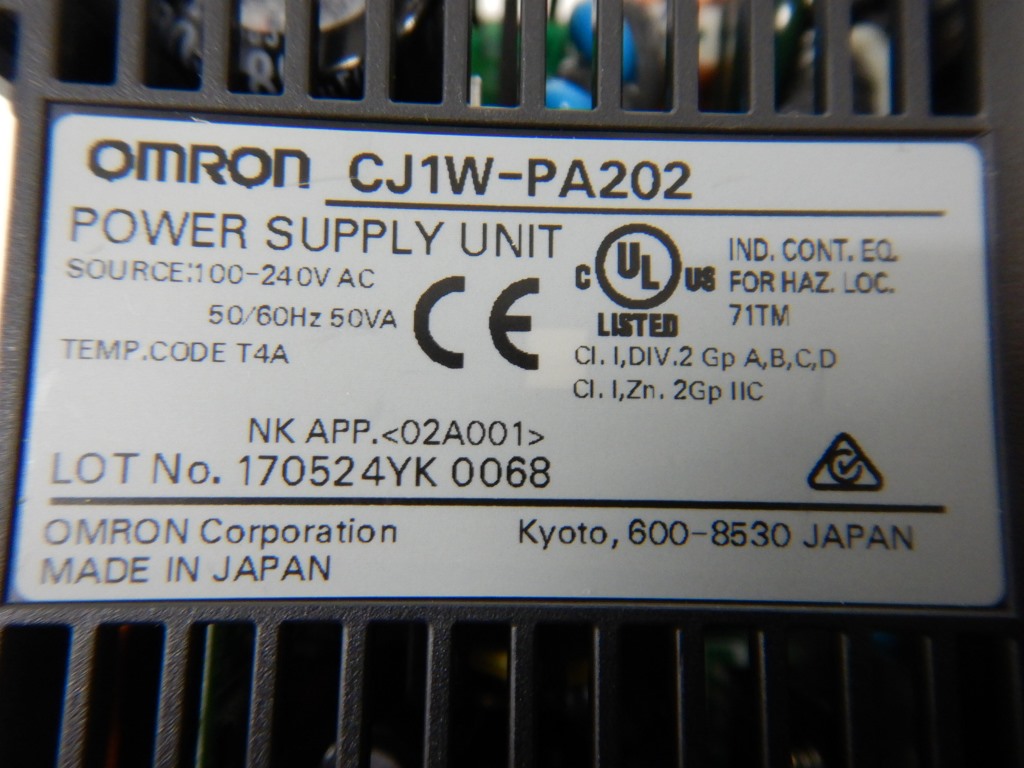 OMRON CJ1W-PA202
POWER SUPPLY UNIT
SOURCE:100-240V AC
50/60Hz 50VA
TEMP.CODE T4A
CE
C UL US
LISTED
IND. CONT. EQ.
FOR HAZ. LOC.
71TM
Cl. I,DIV.2 Gp A,B,C,D
Cl. I,Zn. 2Gp IIC
NK APP.<02A001>
LOT No. 170524YK 0068
OMRON Corporation Kyoto, 600-8530 JAPAN
MADE IN JAPAN